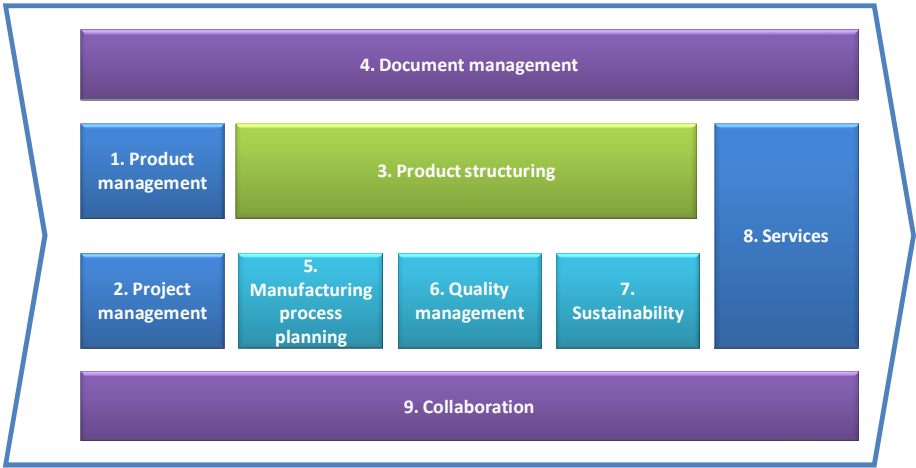 4. Document management
1. Product
management
3. Product structuring
8. Services
2. Project
management
5.
Manufacturing
process
planning
6. Quality
management
7.
Sustainability
9. Collaboration